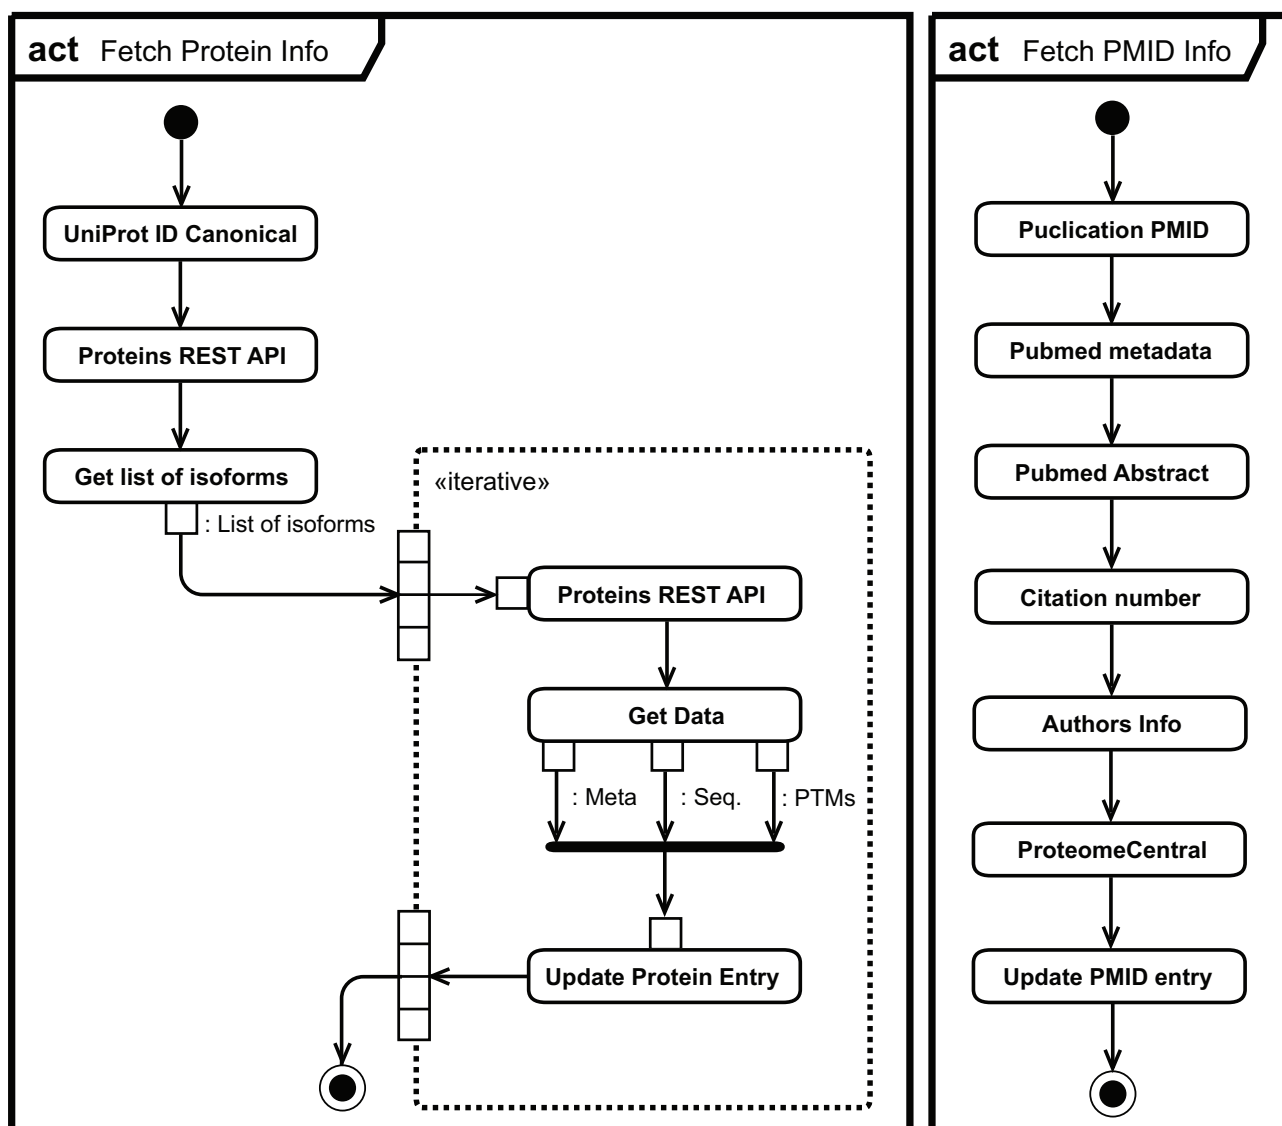 act Fetch Protein Info
UniProt ID Canonical
Proteins REST API
Get list of isoforms
: List of isoforms
«iterative»
Proteins REST API
Get Data
: Meta
: Seq.
: PTMs
Update Protein Entry
act Fetch PMID Info
Puclication PMID
Pubmed metadata
Pubmed Abstract
Citation number
Authors Info
ProteomeCentral
Update PMID entry